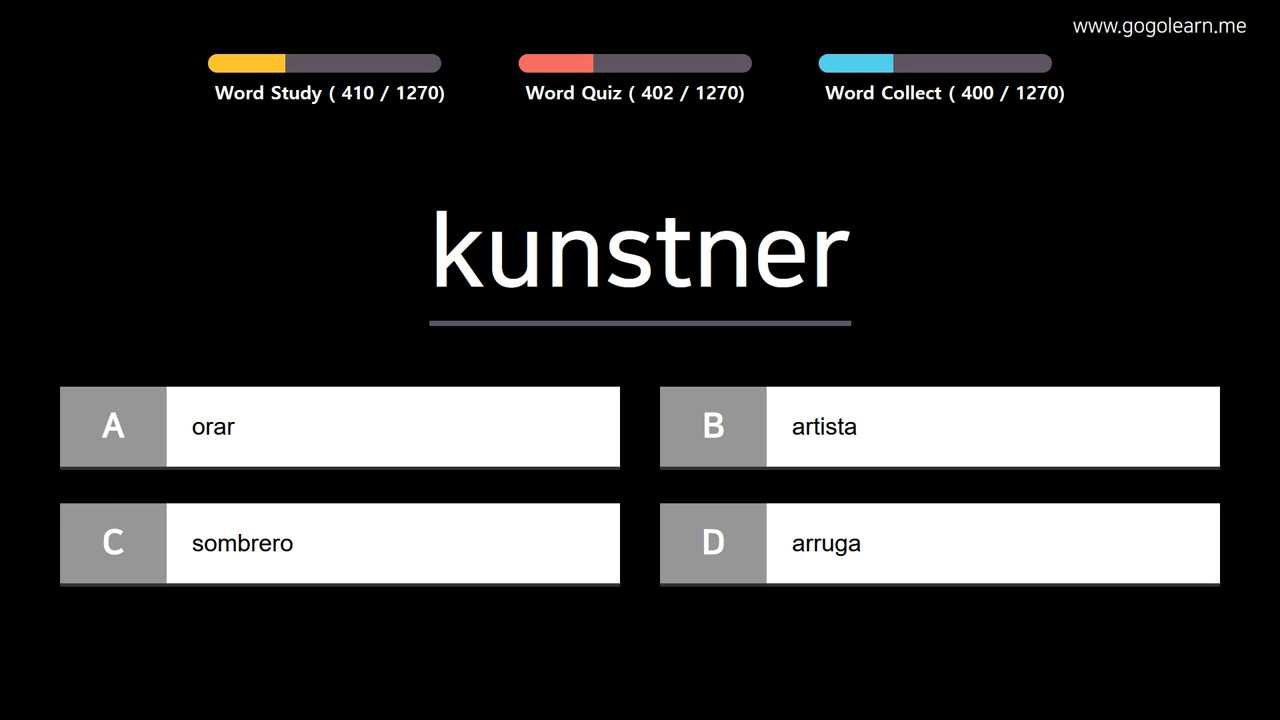 www.gogolearn.me
Word Study ( 410 / 1270)
Word Quiz ( 402 / 1270)
Word Collect ( 400 / 1270)
kunstner
A orar
B artista
C sombrero
D arruga